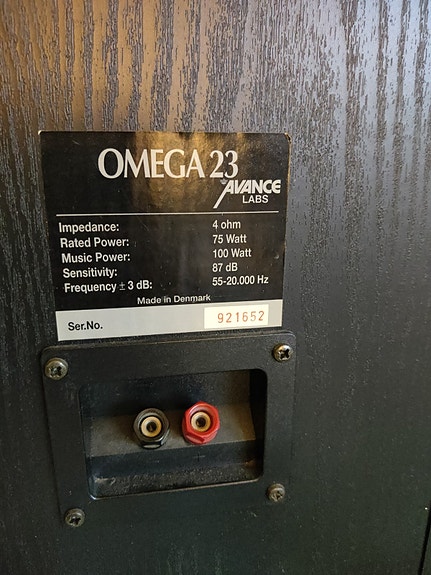 OMEGA 23
AVANCE
LABS
Impedance: 4 ohm
Rated Power: 75 Watt
Music Power: 100 Watt
Sensitivity: 87 dB
Frequency ± 3 dB: 55-20.000 Hz
Made in Denmark
Ser.No. 921652